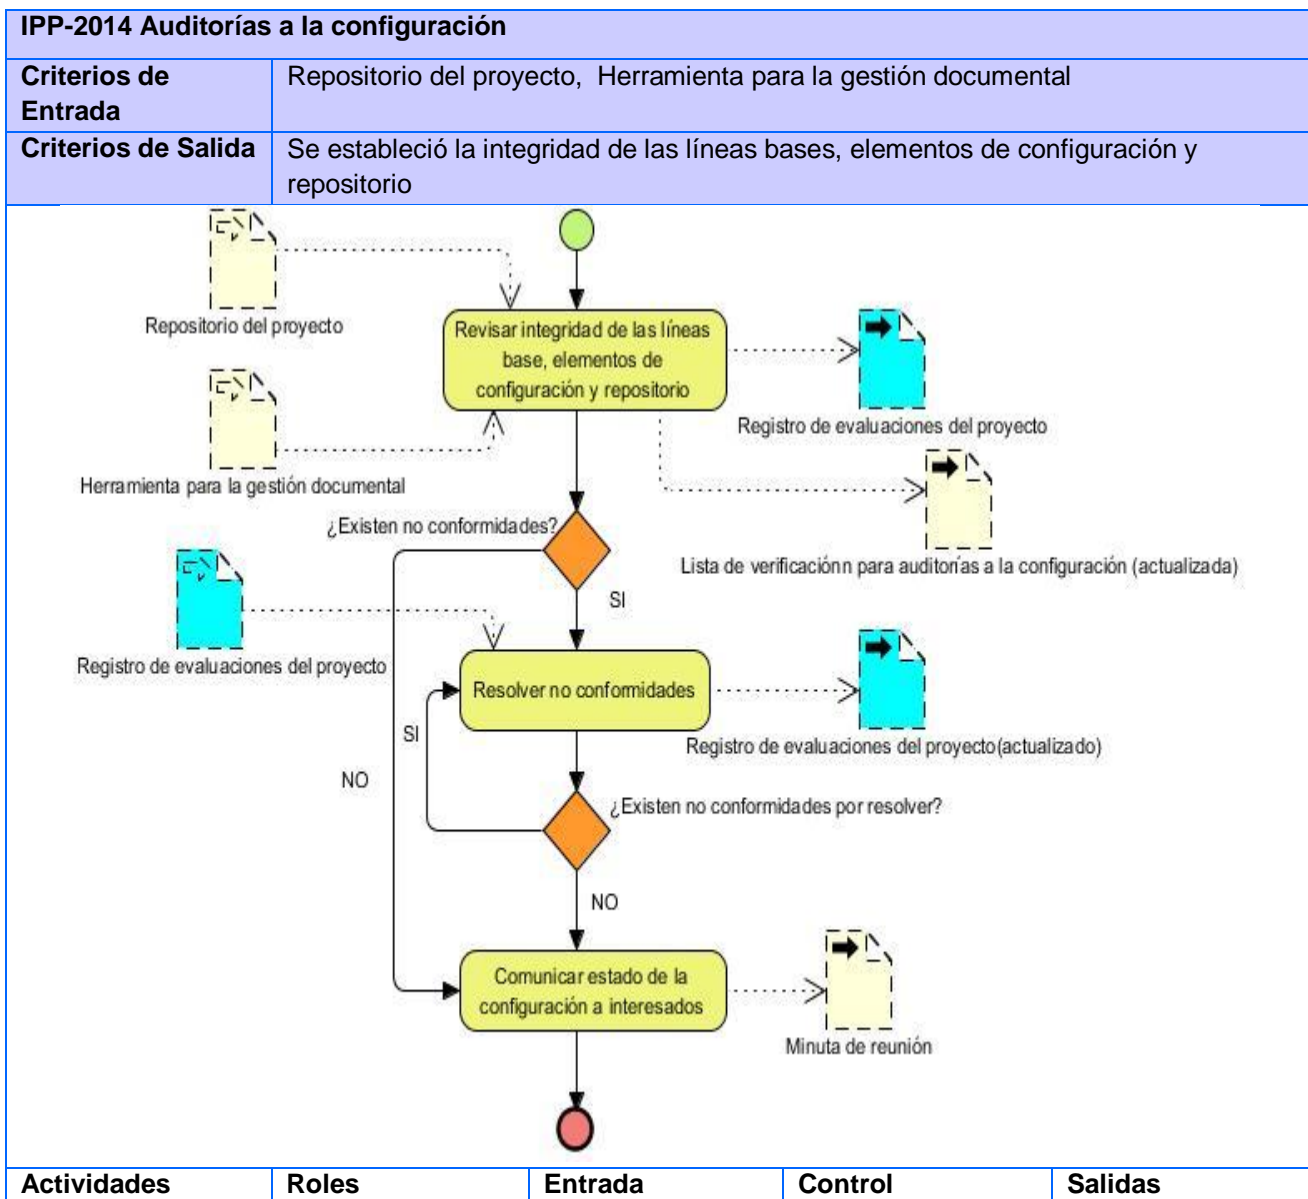 IPP-2014 Auditorías a la configuración
Criterios de
Entrada
Repositorio del proyecto,  Herramienta para la gestión documental
Criterios de Salida
Se estableció la integridad de las líneas bases, elementos de configuración y
repositorio
Repositorio del proyecto
Revisar integridad de las líneas
base, elementos de
configuración y repositorio
Registro de evaluaciones del proyecto
Herramienta para la gestión documental
Lista de verificaciónn para auditorías a la configuración (actualizada)
¿Existen no conformidades?
SI
Registro de evaluaciones del proyecto
Resolver no conformidades
Registro de evaluaciones del proyecto(actualizado)
SI
NO
¿Existen no conformidades por resolver?
NO
Comunicar estado de la
configuración a interesados
Minuta de reunión
Actividades
Roles
Entrada
Control
Salidas